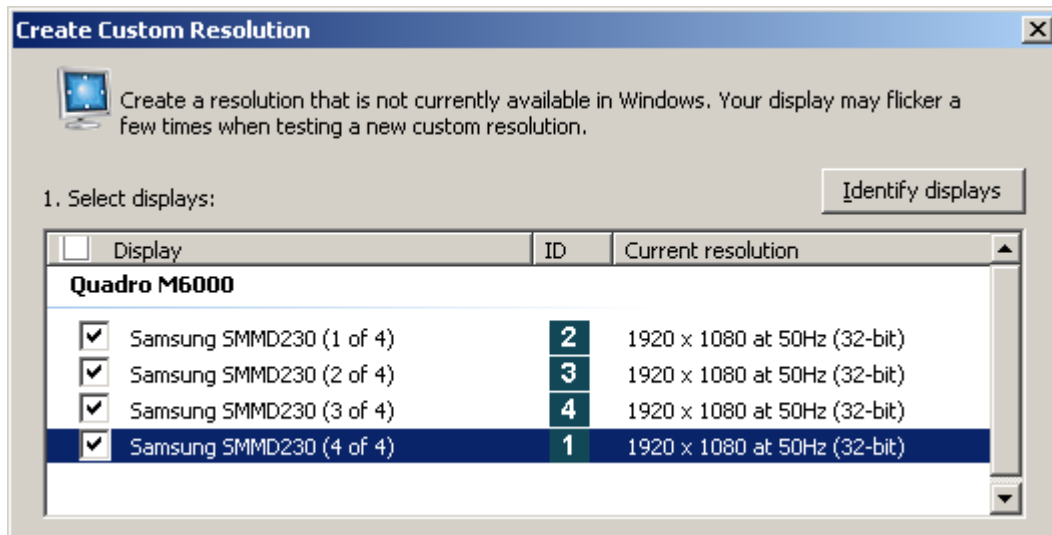 Create Custom Resolution
Create a resolution that is not currently available in Windows. Your display may flicker a
few times when testing a new custom resolution.
1. Select displays:
Identify displays
Display ID Current resolution
Quadro M6000
Samsung SMMD230 (1 of 4) 2 1920 x 1080 at 50Hz (32-bit)
Samsung SMMD230 (2 of 4) 3 1920 x 1080 at 50Hz (32-bit)
Samsung SMMD230 (3 of 4) 4 1920 x 1080 at 50Hz (32-bit)
Samsung SMMD230 (4 of 4) 1 1920 x 1080 at 50Hz (32-bit)